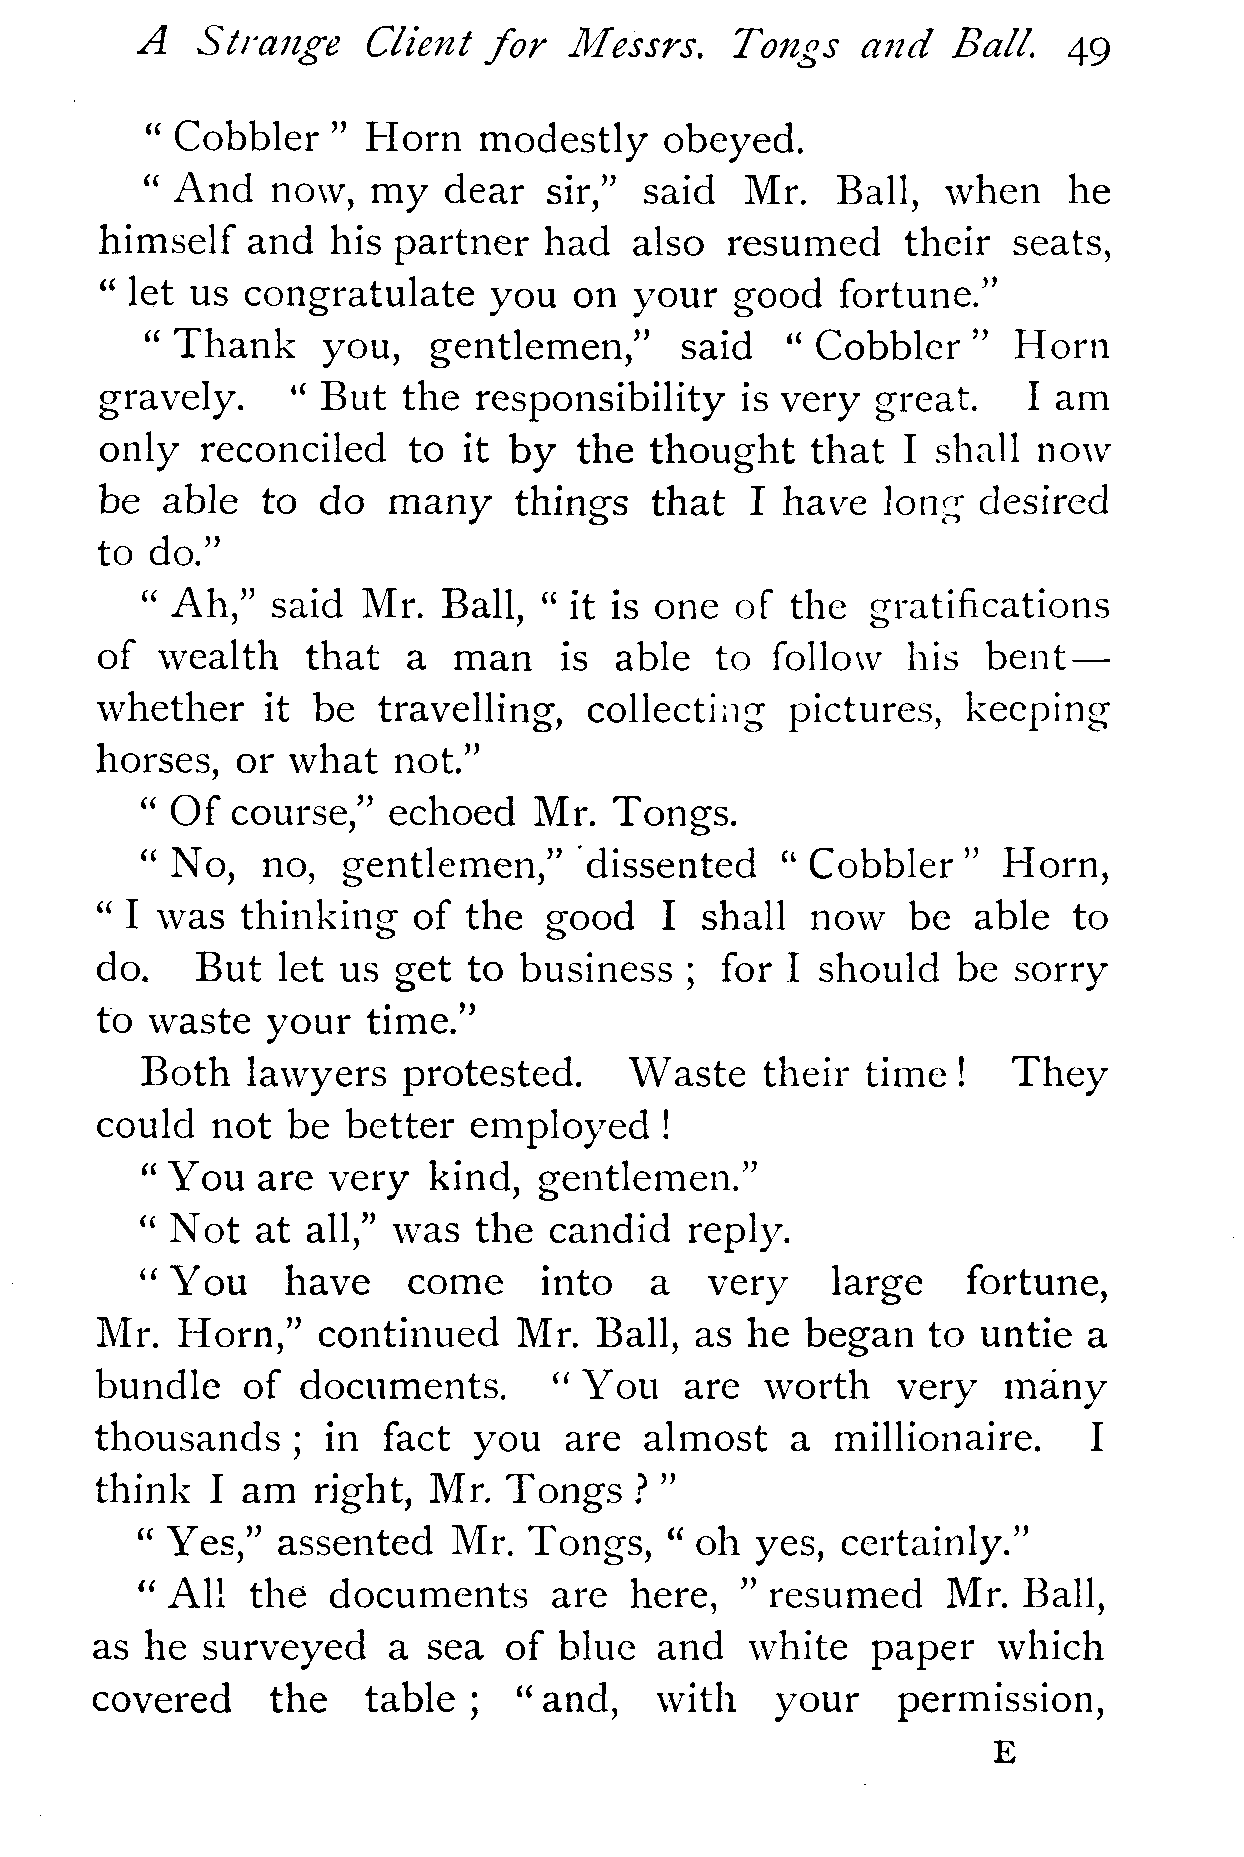 A Strange Client for Messrs. Tongs and Ball. 49
“ Cobbler ” Horn modestly obeyed.
“ And now, my dear sir,” said Mr. Ball, when he
himself and his partner had also resumed their seats,
“ let us congratulate you on your good fortune.”
“ Thank you, gentlemen,” said “ Cobbler ” Horn
gravely. “ But the responsibility is very great. I am
only reconciled to it by the thought that I shall now
be able to do many things that I have long desired
to do.”
“ Ah,” said Mr. Ball, “ it is one of the gratifications
of wealth that a man is able to follow his bent—
whether it be travelling, collecting pictures, keeping
horses, or what not.”
“ Of course,” echoed Mr. Tongs.
“ No, no, gentlemen,” dissented “ Cobbler ” Horn,
“ I was thinking of the good I shall now be able to
do. But let us get to business ; for I should be sorry
to waste your time.”
Both lawyers protested. Waste their time ! They
could not be better employed !
“ You are very kind, gentlemen.”
“ Not at all,” was the candid reply.
“ You have come into a very large fortune,
Mr. Horn,” continued Mr. Ball, as he began to untie a
bundle of documents. “ You are worth very many
thousands ; in fact you are almost a millionaire. I
think I am right, Mr. Tongs ? ”
“ Yes,” assented Mr. Tongs, “ oh yes, certainly.”
“ All the documents are here, ” resumed Mr. Ball,
as he surveyed a sea of blue and white paper which
covered the table ; “ and, with your permission,
E